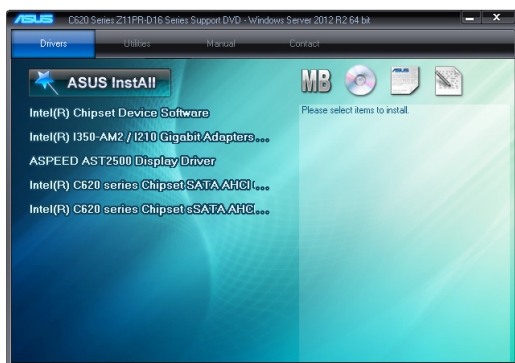 ASUS C620 Series Z11PR-D16 Series Support DVD - Windows Server 2012 R2 64 bit
Drivers Utilities Manual Contact
ASUS InstAll
MB
Please select items to install.
Intel(R) Chipset Device Software
Intel(R) I350-AM2 / I210 Gigabit Adapters...
ASPEED AST2500 Display Driver
Intel(R) C620 series Chipset SATA AHCI (...
Intel(R) C620 series Chipset sSATA AHC...